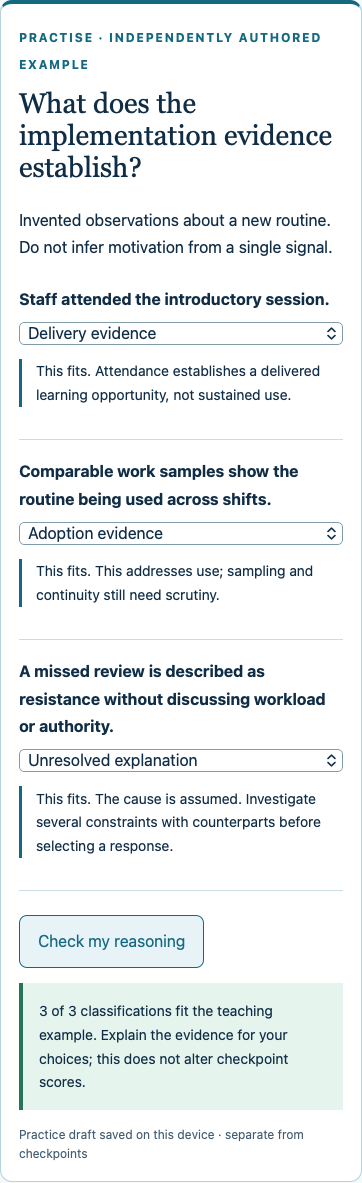 PRACTISE · INDEPENDENTLY AUTHORED
EXAMPLE
What does the
implementation evidence
establish?
Invented observations about a new routine.
Do not infer motivation from a single signal.
Staff attended the introductory session.
Delivery evidence
This fits. Attendance establishes a delivered
learning opportunity, not sustained use.
Comparable work samples show the
routine being used across shifts.
Adoption evidence
This fits. This addresses use; sampling and
continuity still need scrutiny.
A missed review is described as
resistance without discussing workload
or authority.
Unresolved explanation
This fits. The cause is assumed. Investigate
several constraints with counterparts before
selecting a response.
Check my reasoning
3 of 3 classifications fit the teaching
example. Explain the evidence for your
choices; this does not alter checkpoint
scores.
Practice draft saved on this device · separate from
checkpoints